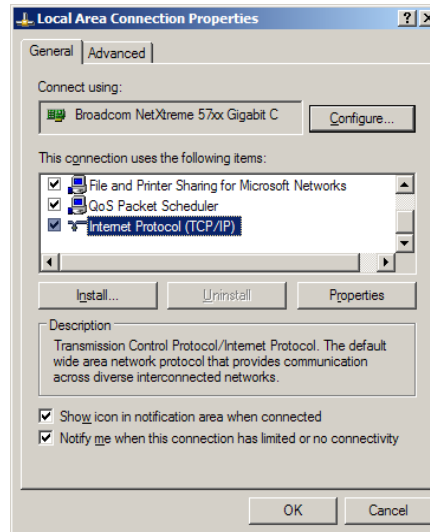 Local Area Connection Properties
General
Advanced
Connect using:
Broadcom NetXtreme 57xx Gigabit C
Configure...
This connection uses the following items:
File and Printer Sharing for Microsoft Networks
QoS Packet Scheduler
Internet Protocol (TCP/IP)
Install...
Uninstall
Properties
Description
Transmission Control Protocol/Internet Protocol. The default
wide area network protocol that provides communication
across diverse interconnected networks.
Show icon in notification area when connected
Notify me when this connection has limited or no connectivity
OK
Cancel